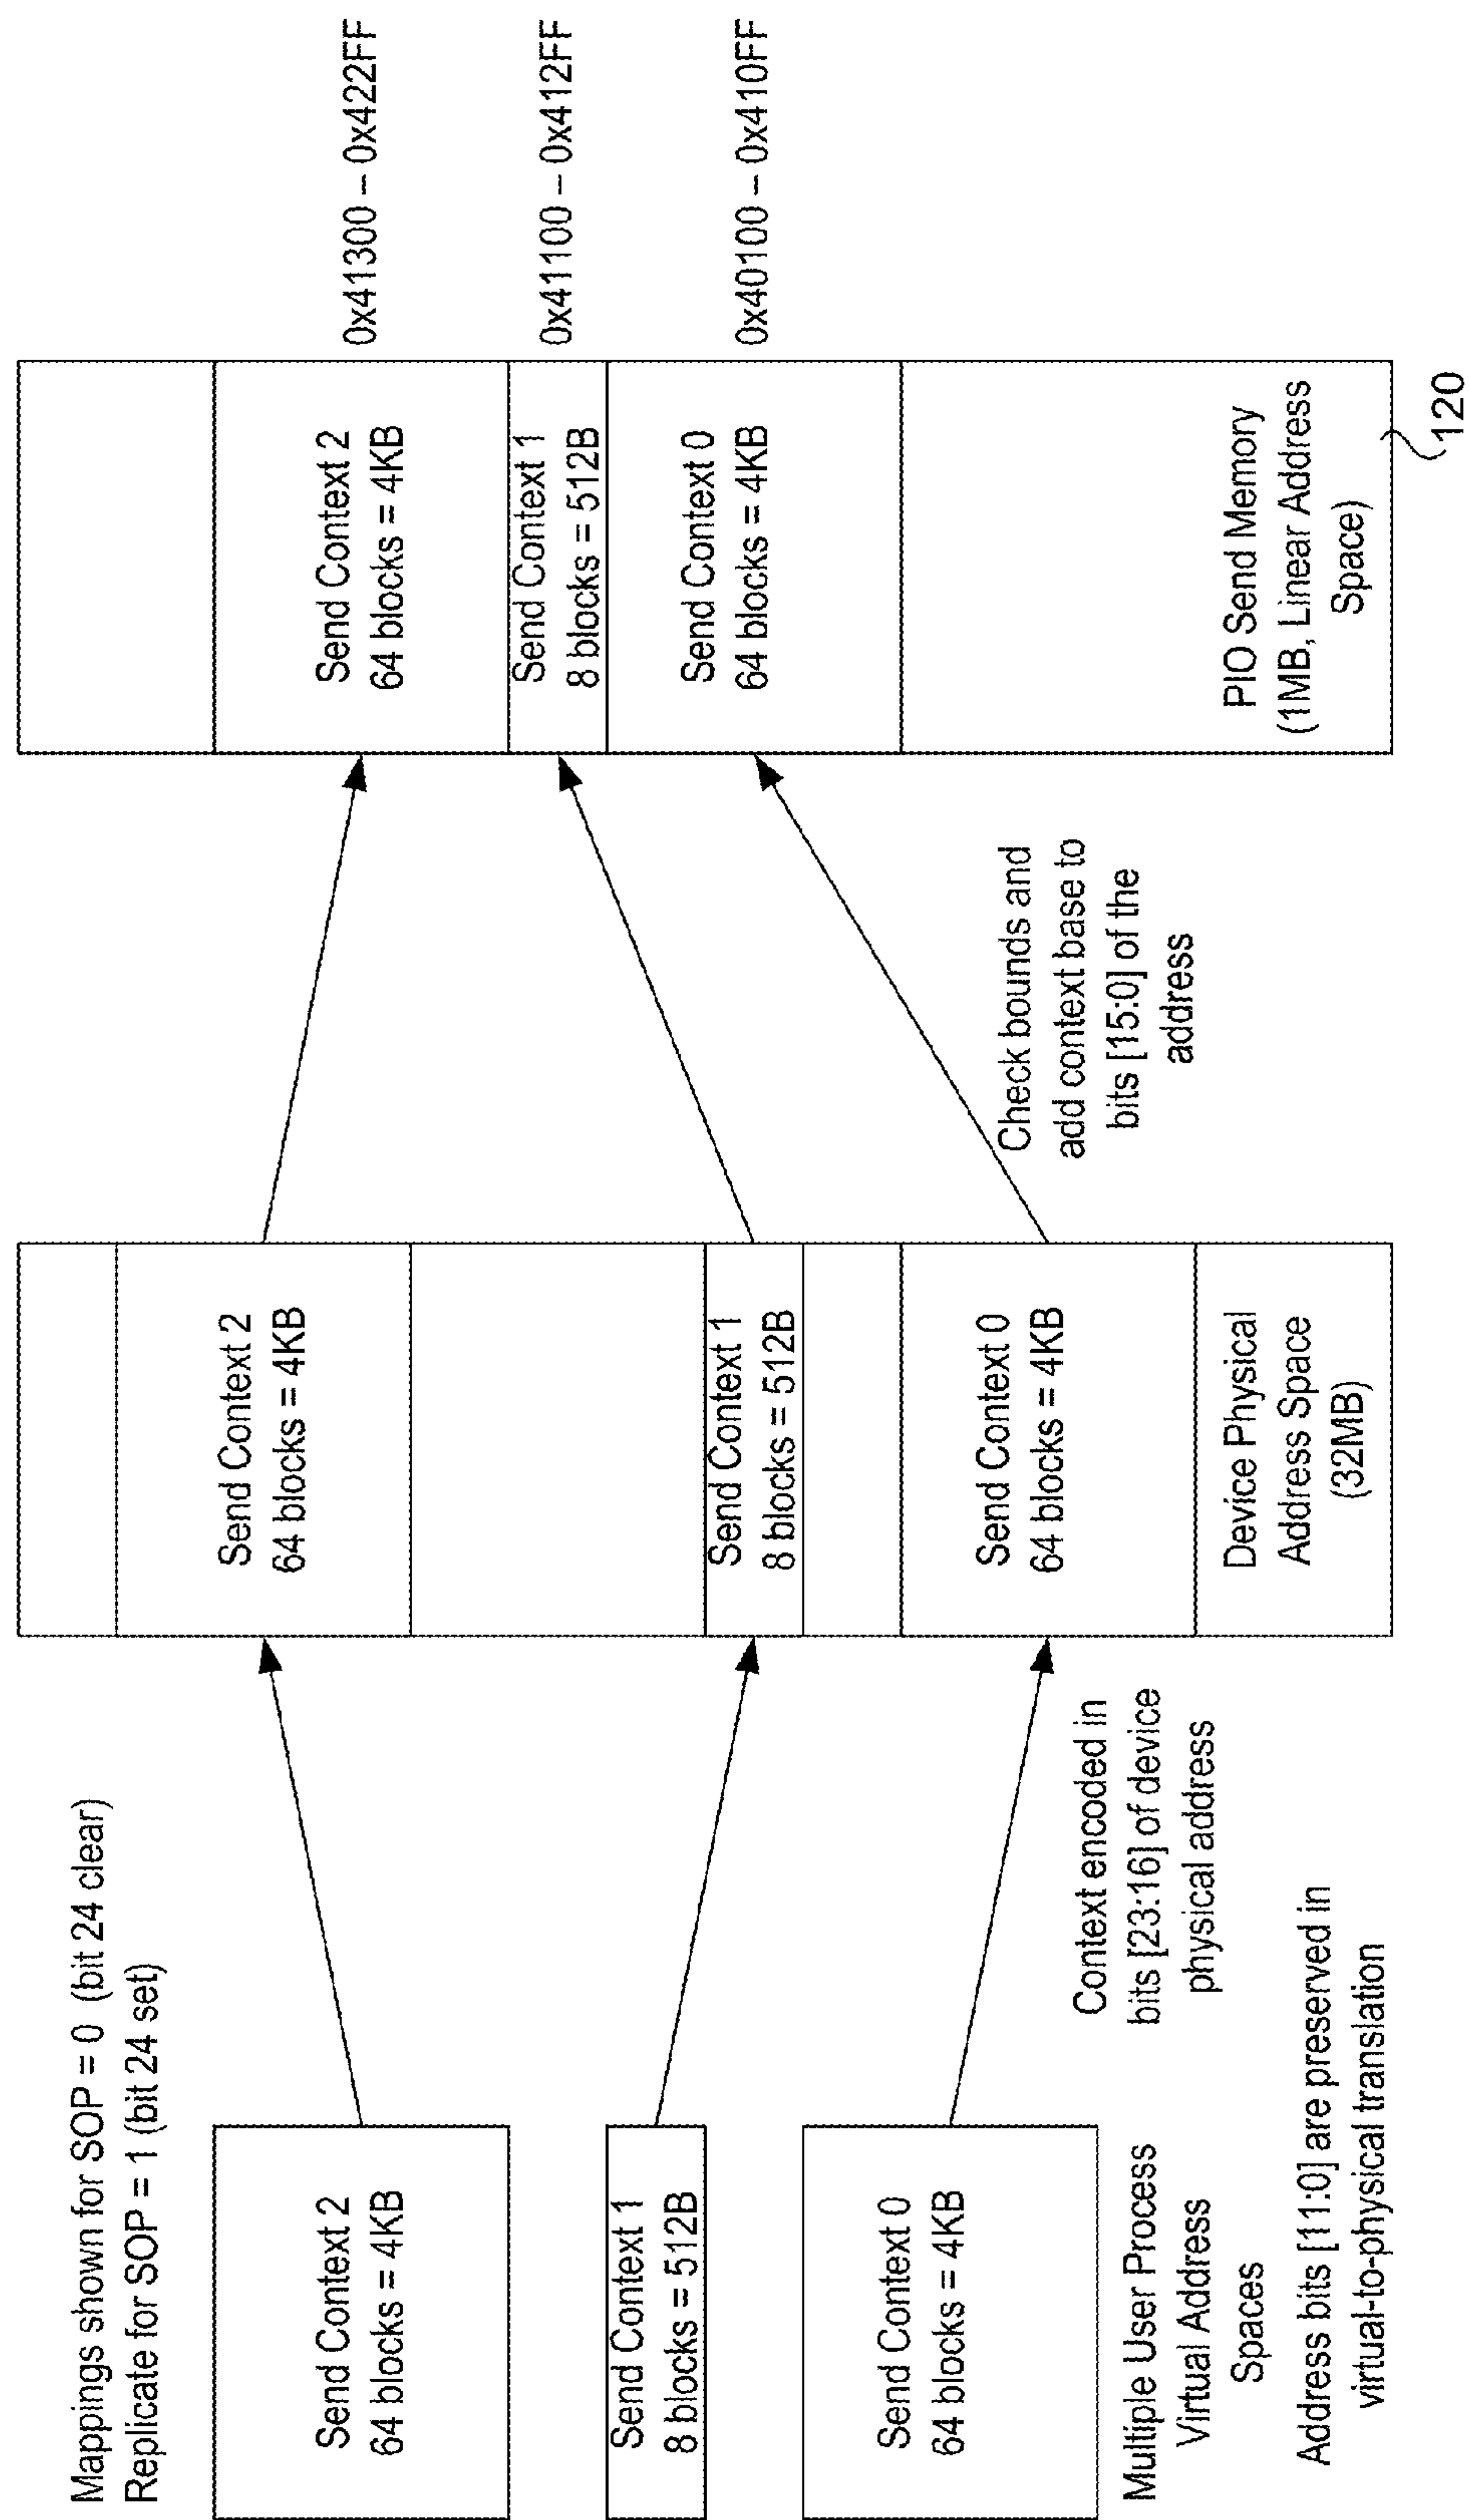 Mappings shown for SOP = 0 (bit 24 clear)
Replicate for SOP = 1 (bit 24 set)
Send Context 2
64 blocks = 4KB
Send Context 1
8 blocks = 512B
Send Context 0
64 blocks = 4KB
Multiple User Process
Virtual Address
Spaces
Address bits [11:0] are preserved in
virtual-to-physical translation
Context encoded in
bits [23:16] of device
physical address
Send Context 2
64 blocks = 4KB
Send Context 1
8 blocks = 512B
Send Context 0
64 blocks = 4KB
Device Physical
Address Space
(32MB)
Check bounds and
add context base to
bits [15:0] of the
address
Send Context 2
64 blocks = 4KB
Send Context 1
8 blocks = 512B
Send Context 0
64 blocks = 4KB
PIO Send Memory
(1MB, Linear Address
Space)
120
0x41300 – 0x422FF
0x41100 – 0x412FF
0x40100 – 0x410FF